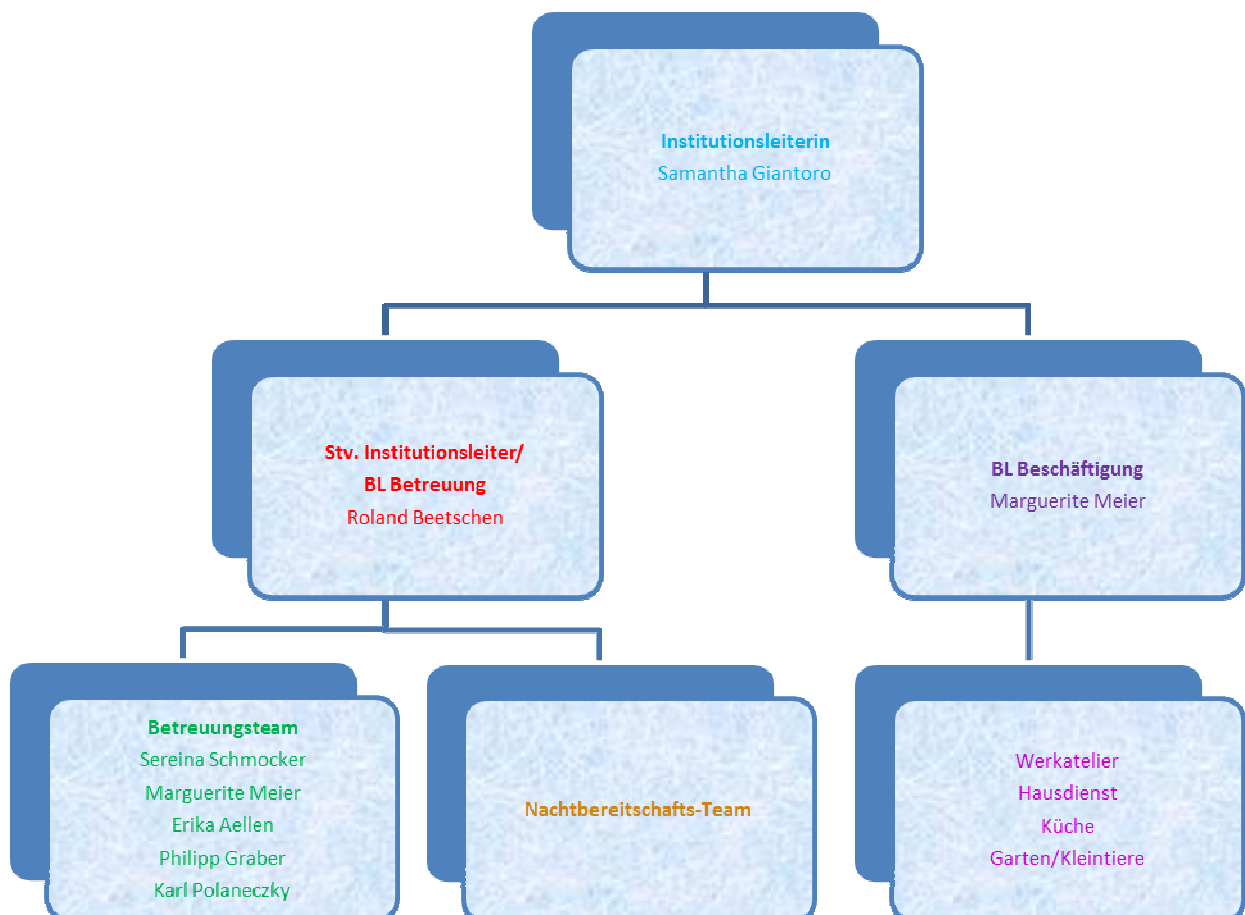 Institutionsleiterin
Samantha Giantoro
Stv. Institutionsleiter/
BL Betreuung
Roland Beetschen
BL Beschäftigung
Marguerite Meier
Betreuungsteam
Sereina Schmocker
Marguerite Meier
Erika Aellen
Philipp Graber
Karl Polaneczky
Nachtbereitschafts-Team
Werkatelier
Hausdienst
Küche
Garten/Kleintiere